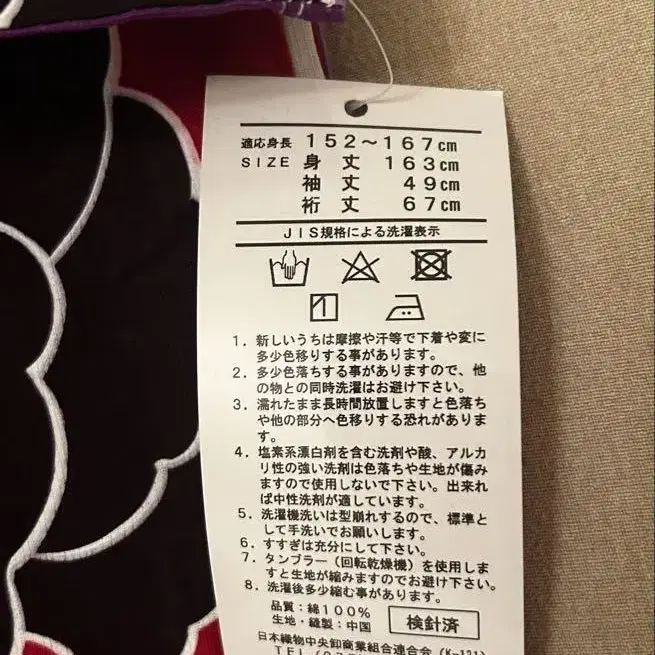 適応身長 152〜167cm
SIZE 身 丈 163cm
袖 丈 49cm
裄 丈 67cm
JIS規格による洗濯表示
1. 新しいうちは摩擦や汗等で下着や変に
多少色移りする事があります。
2. 多少色落ちする事がありますので、他
の物との同時洗濯はお避け下さい。
3. 濡れたまま長時間放置しますと色落ち
や他の部分へ色移りする恐れがありま
す。
4. 塩素系漂白剤を含む洗剤や酸、アルカ
リ性の強い洗剤は色落ちや生地が傷み
ますので使用しないで下さい。出来れ
ば中性洗剤が適しています。
5. 洗濯機洗いは型崩れするので、標準と
して手洗いでお願いします。
6. すすぎは充分にして下さい。
7. タンブラー(回転乾燥機)を使用しま
すと生地が縮みますのでお避け下さい。
8. 洗濯後多少縮む事があります。
品質:綿100%
生地・縫製:中国
検針済
日本織物中央卸商業組合連合会 (K-121)